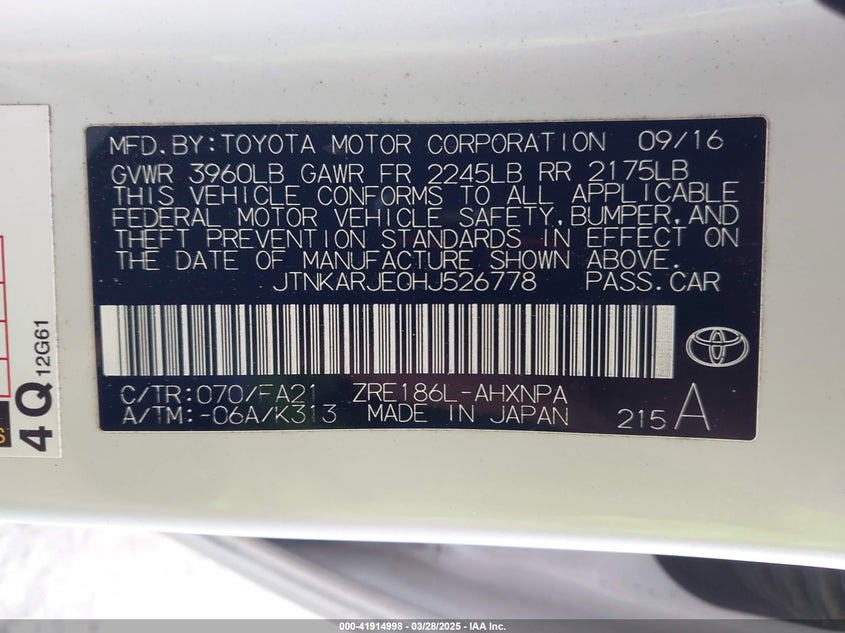 MFD.BY:TOYOTA MOTOR CORPORATION 09/16
GVWR 3960LB GAWR FR 2245LB RR 2175LB
THIS VEHICLE CONFORMS TO ALL APPLICABLE
FEDERAL MOTOR VEHICLE SAFETY,BUMPER,AND
THEFT PREVENTION STANDARDS IN EFFECT ON
THE DATE OF MANUFACTURE SHOWN ABOVE.
JTNKARJE0HJ526778 PASS.CAR
C/TR:070/FA21 ZRE186L-AHXNPA
A/TM:-06A/K313 MADE IN JAPAN 215A
4Q 12G61
000-41914998 | 03/28/2025 - IAA Inc.